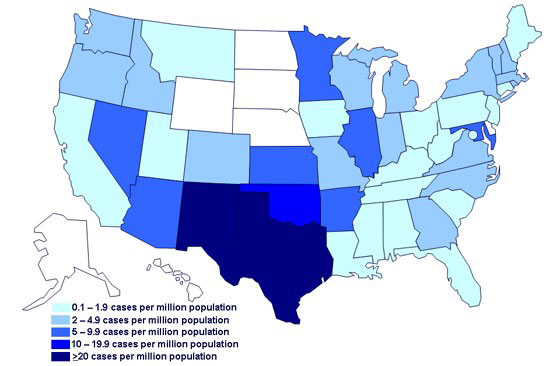 0.1 – 1.9 cases per million population
2 – 4.9 cases per million population
5 – 9.9 cases per million population
10 – 19.9 cases per million population
≥20 cases per million population